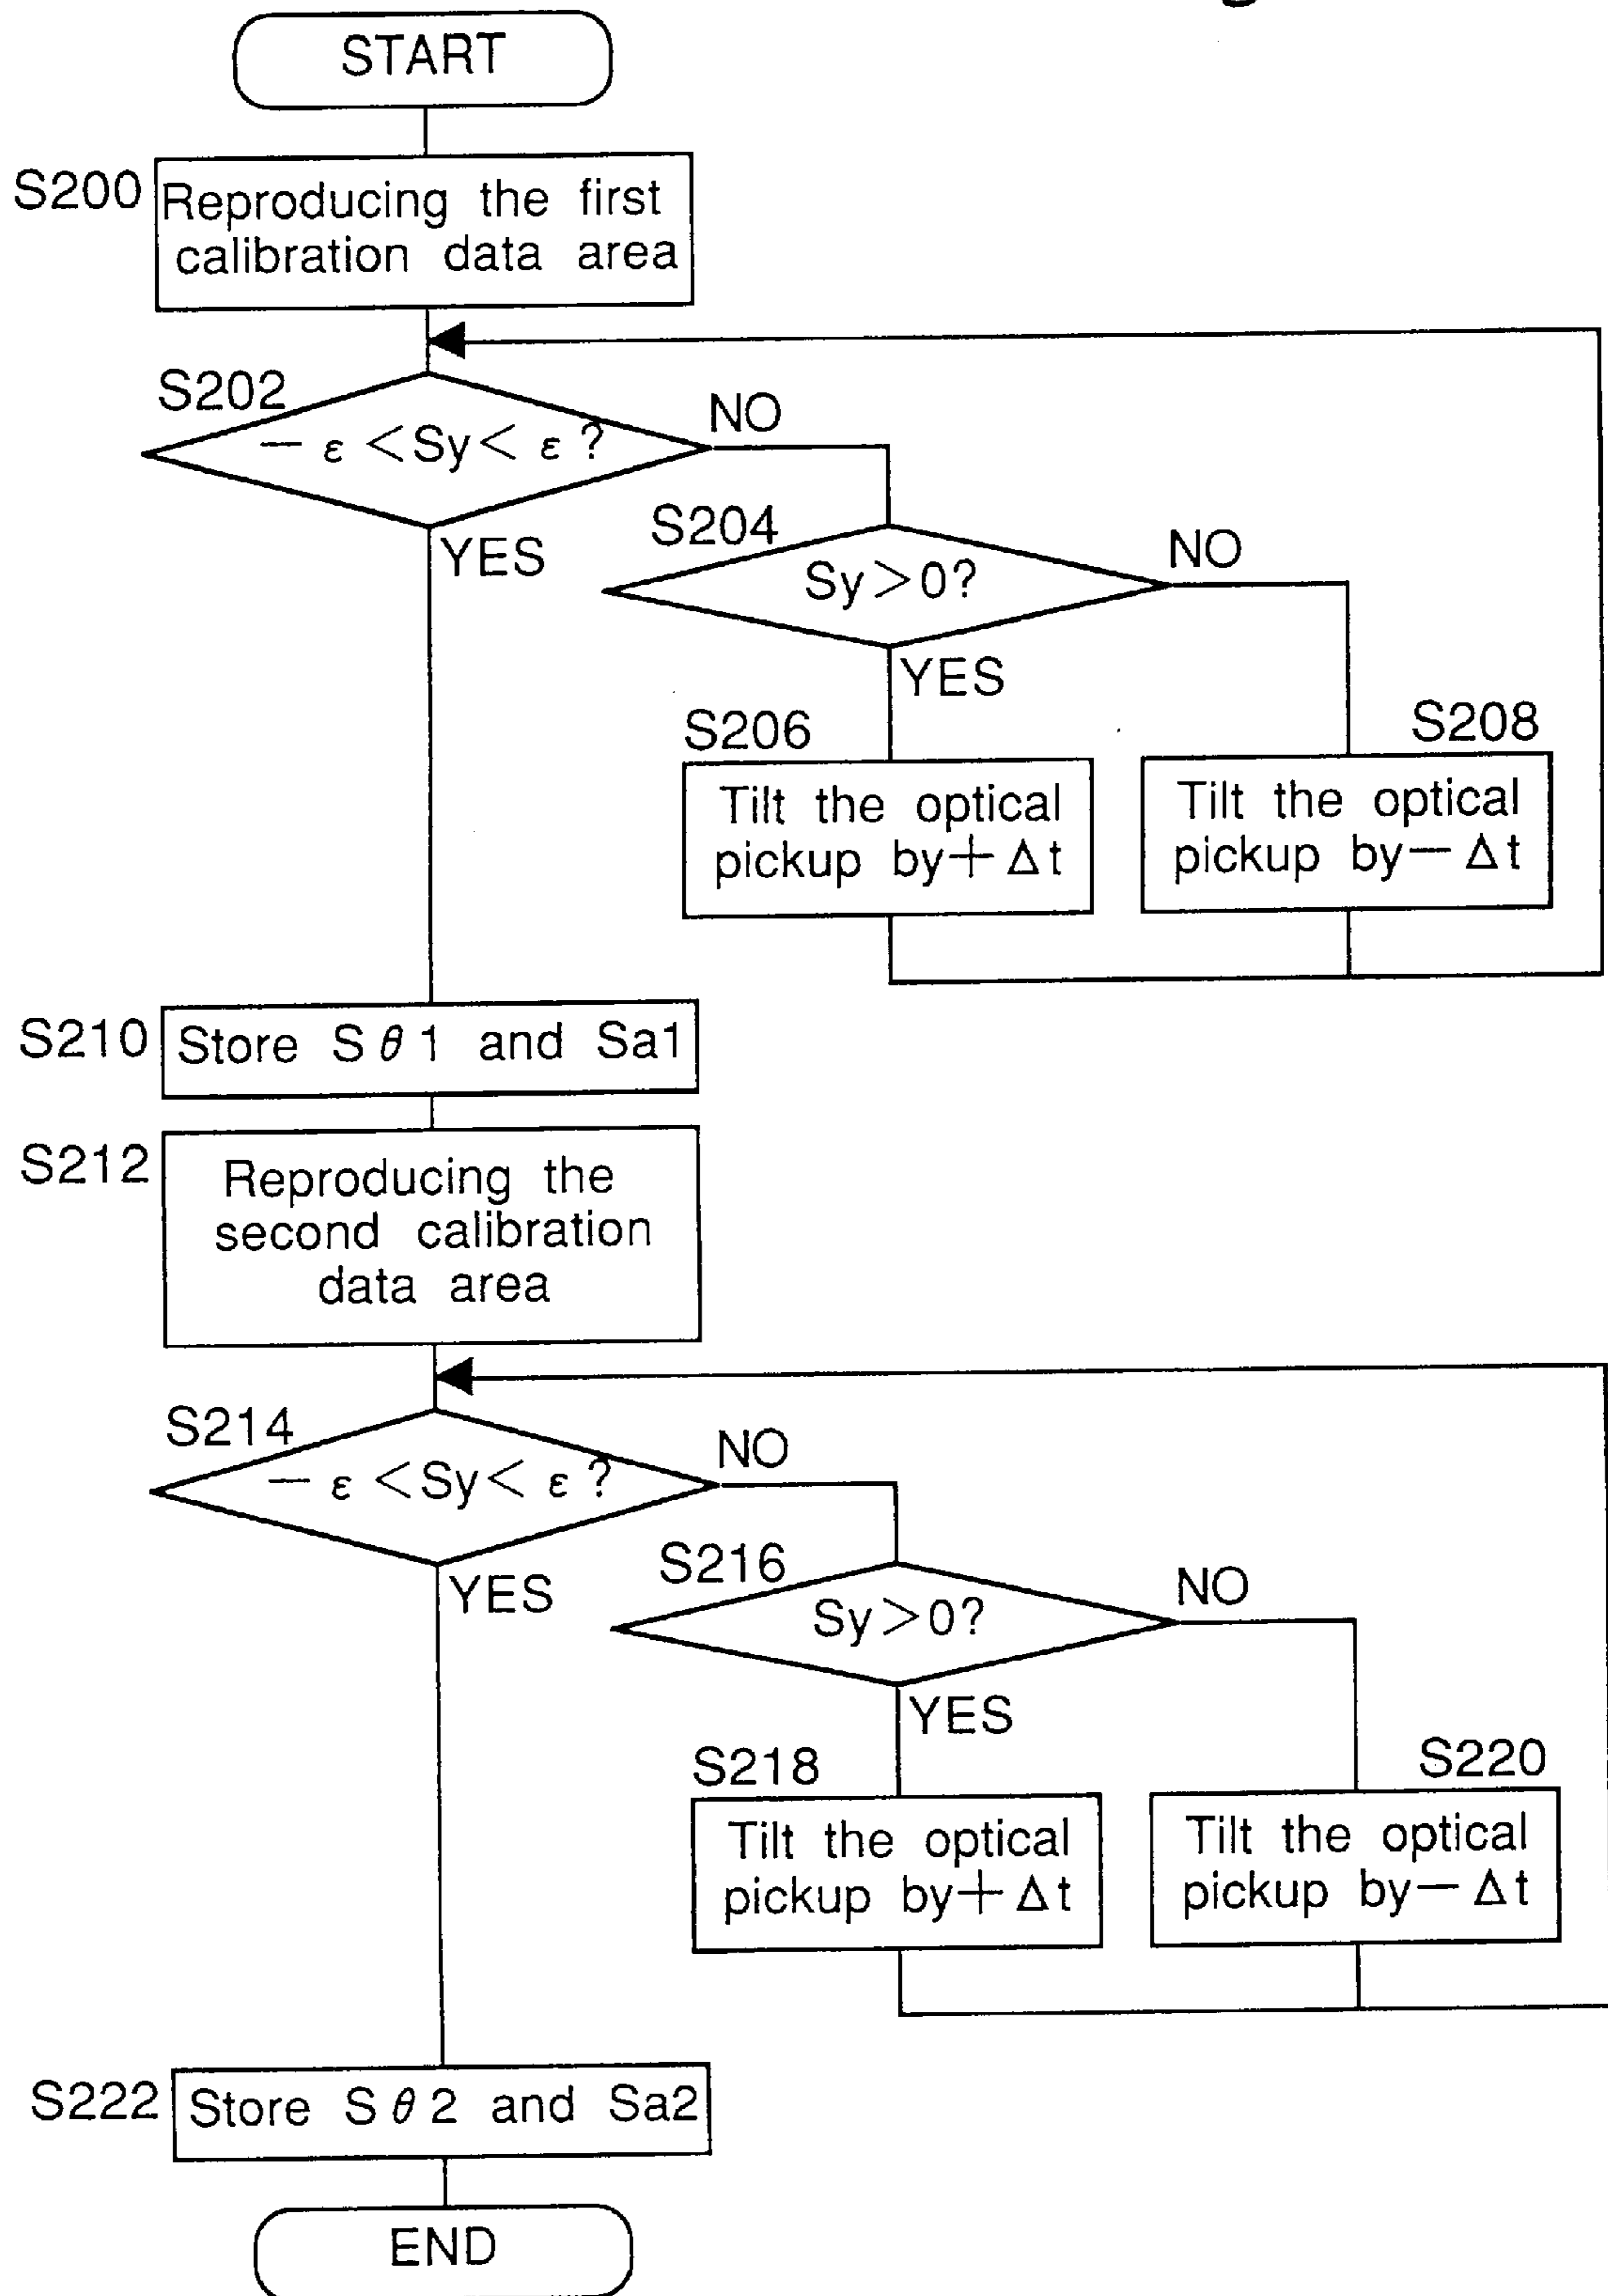 START
S200
Reproducing the first
calibration data area
S202
− ε <Sy< ε ?
NO
YES
S204
Sy>0?
NO
YES
S206
Tilt the optical
pickup by+Δt
S208
Tilt the optical
pickup by−Δt
S210
Store Sθ1 and Sa1
S212
Reproducing the
second calibration
data area
S214
− ε <Sy< ε ?
NO
YES
S216
Sy>0?
NO
YES
S218
Tilt the optical
pickup by+Δt
S220
Tilt the optical
pickup by−Δt
S222
Store Sθ2 and Sa2
END